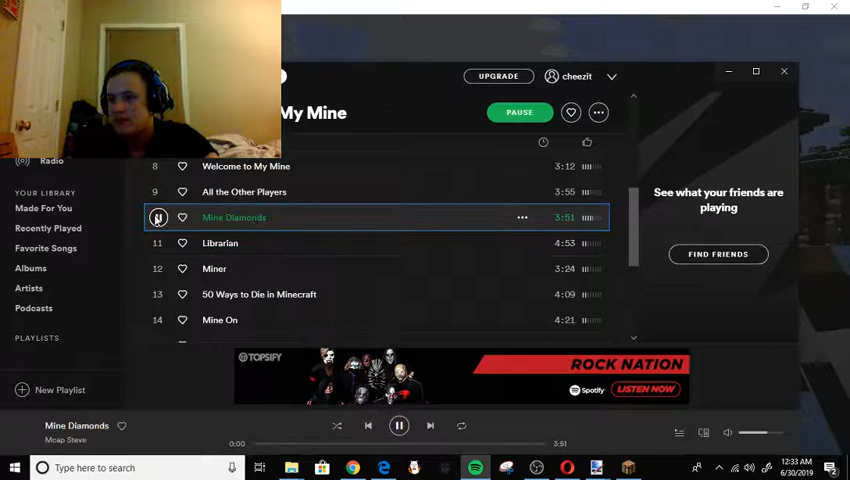 UPGRADE
cheezit
My Mine
PAUSE
Radio
YOUR LIBRARY
Made For You
Recently Played
Favorite Songs
Albums
Artists
Podcasts
PLAYLISTS
New Playlist
8 Welcome to My Mine 3:12
9 All the Other Players 3:55
Mine Diamonds 3:51
11 Librarian 4:53
12 Miner 3:24
13 50 Ways to Die in Minecraft 4:09
14 Mine On 4:21
See what your friends are
playing
FIND FRIENDS
TOPSIFY
ROCK NATION
Spotify LISTEN NOW
Mine Diamonds
Mcap Steve
0:00
3:51
Type here to search
12:33 AM
6/30/2019
2